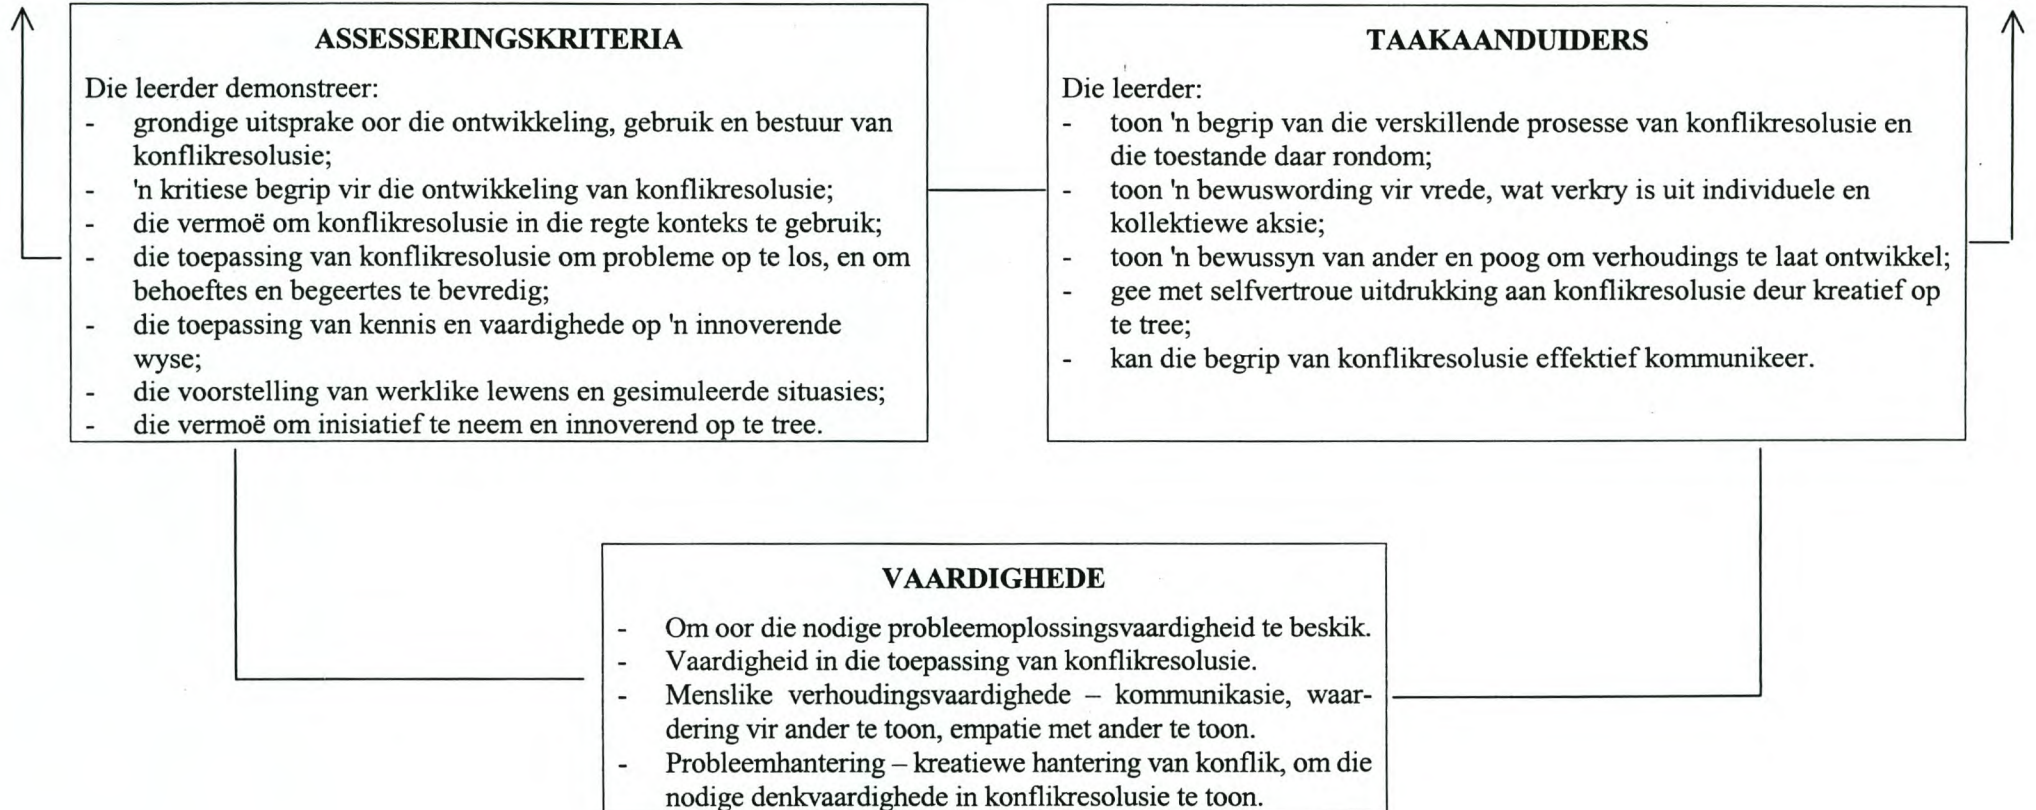 ASSESSERINGSKRITERIA
Die leerder demonstreer:
- grondige uitsprake oor die ontwikkeling, gebruik en bestuur van
konflikresolusie;
- 'n kritiese begrip vir die ontwikkeling van konflikresolusie;
- die vermoë om konflikresolusie in die regte konteks te gebruik;
- die toepassing van konflikresolusie om probleme op te los, en om
behoeftes en begeertes te bevredig;
- die toepassing van kennis en vaardighede op 'n innoverende
wyse;
- die voorstelling van werklike lewens en gesimuleerde situasies;
- die vermoë om inisiatief te neem en innoverend op te tree.
TAAKAANDUIDERS
Die leerder:
- toon 'n begrip van die verskillende prosesse van konflikresolusie en
die toestande daar rondom;
- toon 'n bewuswording vir vrede, wat verkry is uit individuele en
kollektiewe aksie;
- toon 'n bewussyn van ander en poog om verhoudings te laat ontwikkel;
- gee met selfvertroue uitdrukking aan konflikresolusie deur kreatief op
te tree;
- kan die begrip van konflikresolusie effektief kommunikeer.
VAARDIGHEDE
- Om oor die nodige probleemoplossingsvaardigheid te beskik.
- Vaardigheid in die toepassing van konflikresolusie.
- Menslike verhoudingsvaardighede – kommunikasie, waar-
dering vir ander te toon, empatie met ander te toon.
- Probleemhantering – kreatiewe hantering van konflik, om die
nodige denkvaardighede in konflikresolusie te toon.